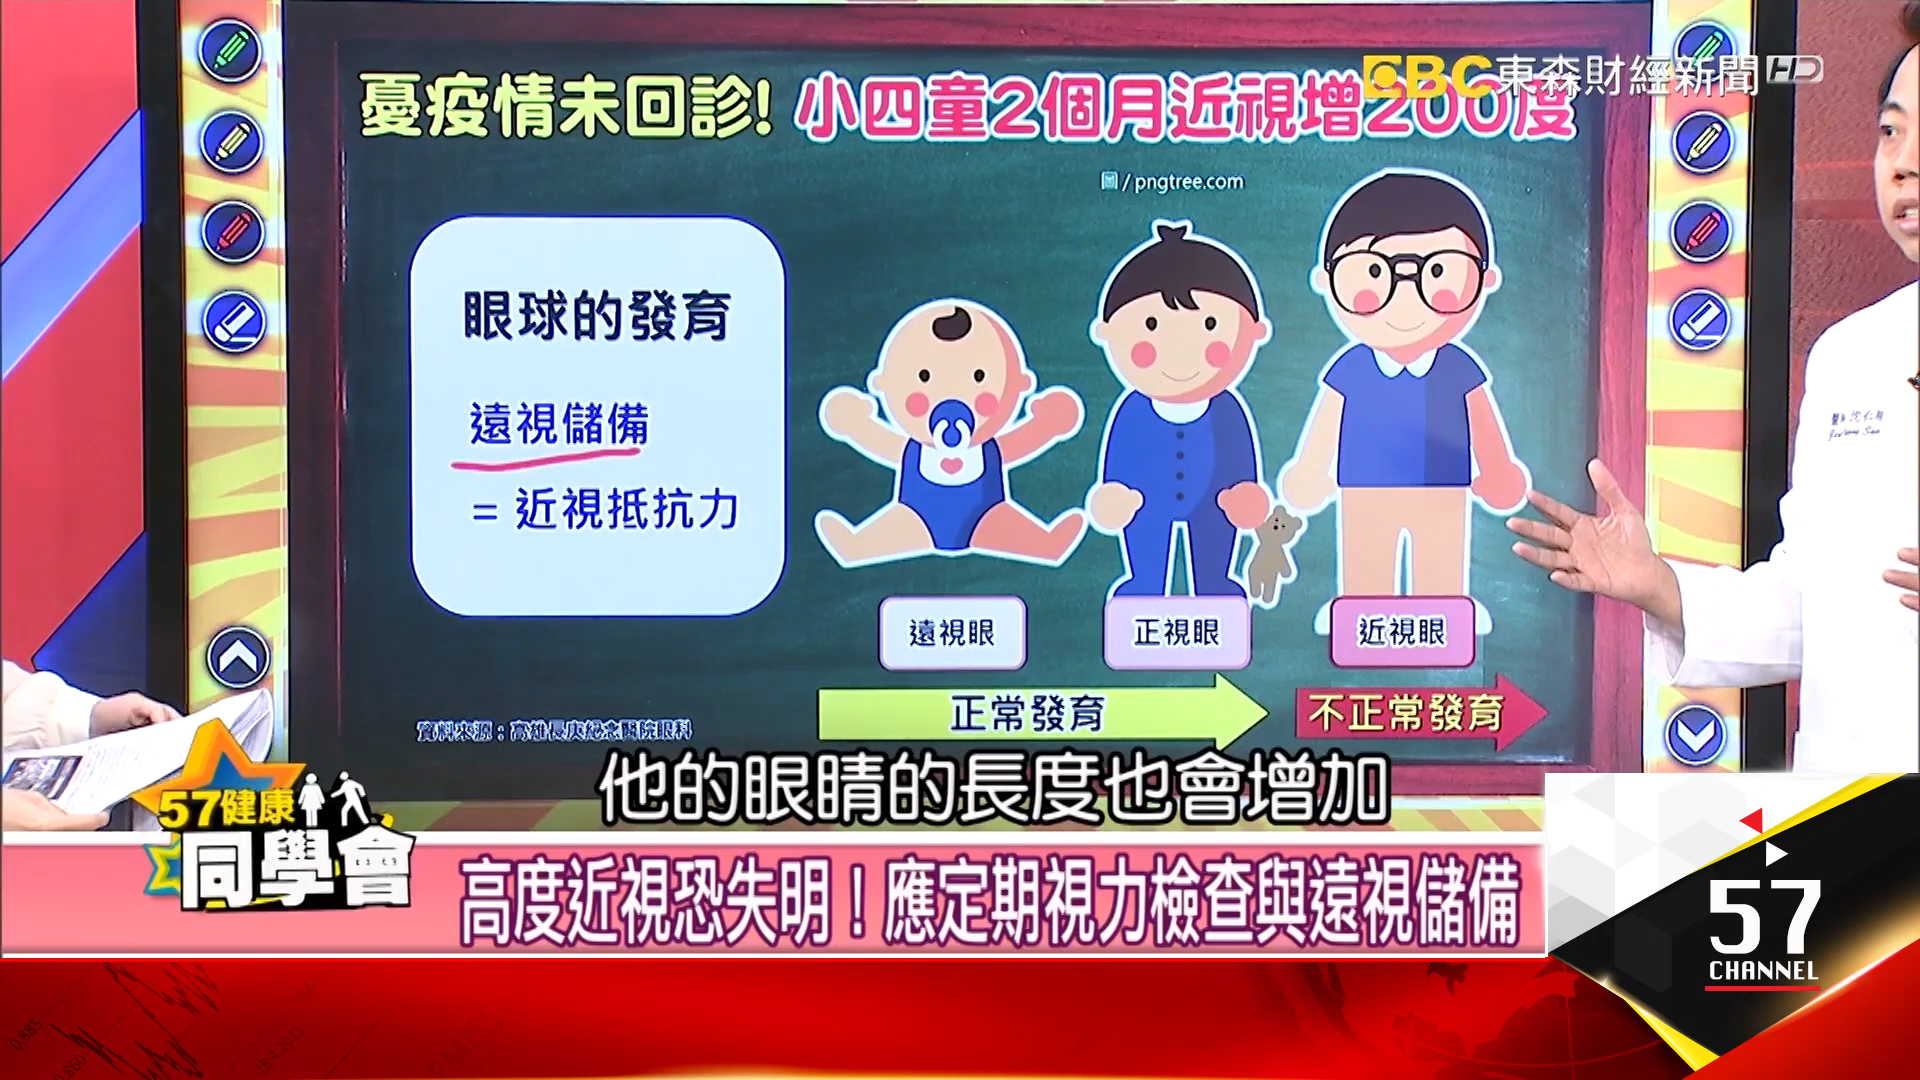 憂疫情未回診! 小四童2個月近視增200度
EBC 東森財經新聞 HD
圖/pngtree.com
眼球的發育
遠視儲備
= 近視抵抗力
遠視眼
正視眼
近視眼
正常發育
不正常發育
資料來源：高雄長庚紀念醫院眼科
他的眼睛的長度也會增加
57健康
同學會
高度近視恐失明！應定期視力檢查與遠視儲備
57
CHANNEL